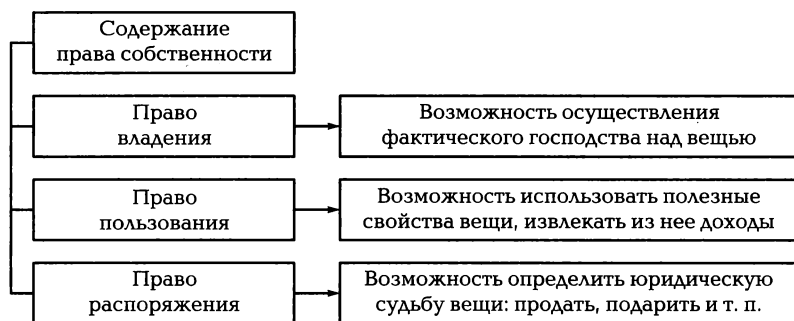 Содержание
права собственности
Право
владения
Возможность осуществления
фактического господства над вещью
Право
пользования
Возможность использовать полезные
свойства вещи, извлекать из нее доходы
Право
распоряжения
Возможность определить юридическую
судьбу вещи: продать, подарить и т. п.